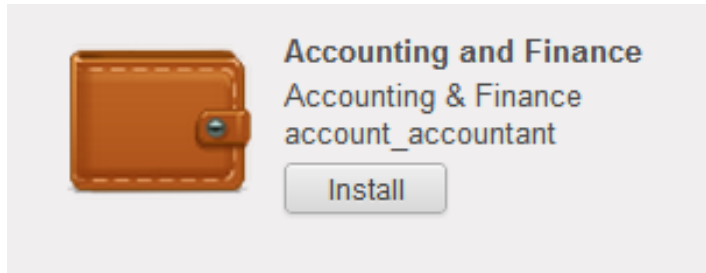 Accounting and Finance
Accounting & Finance
account_accountant
Install